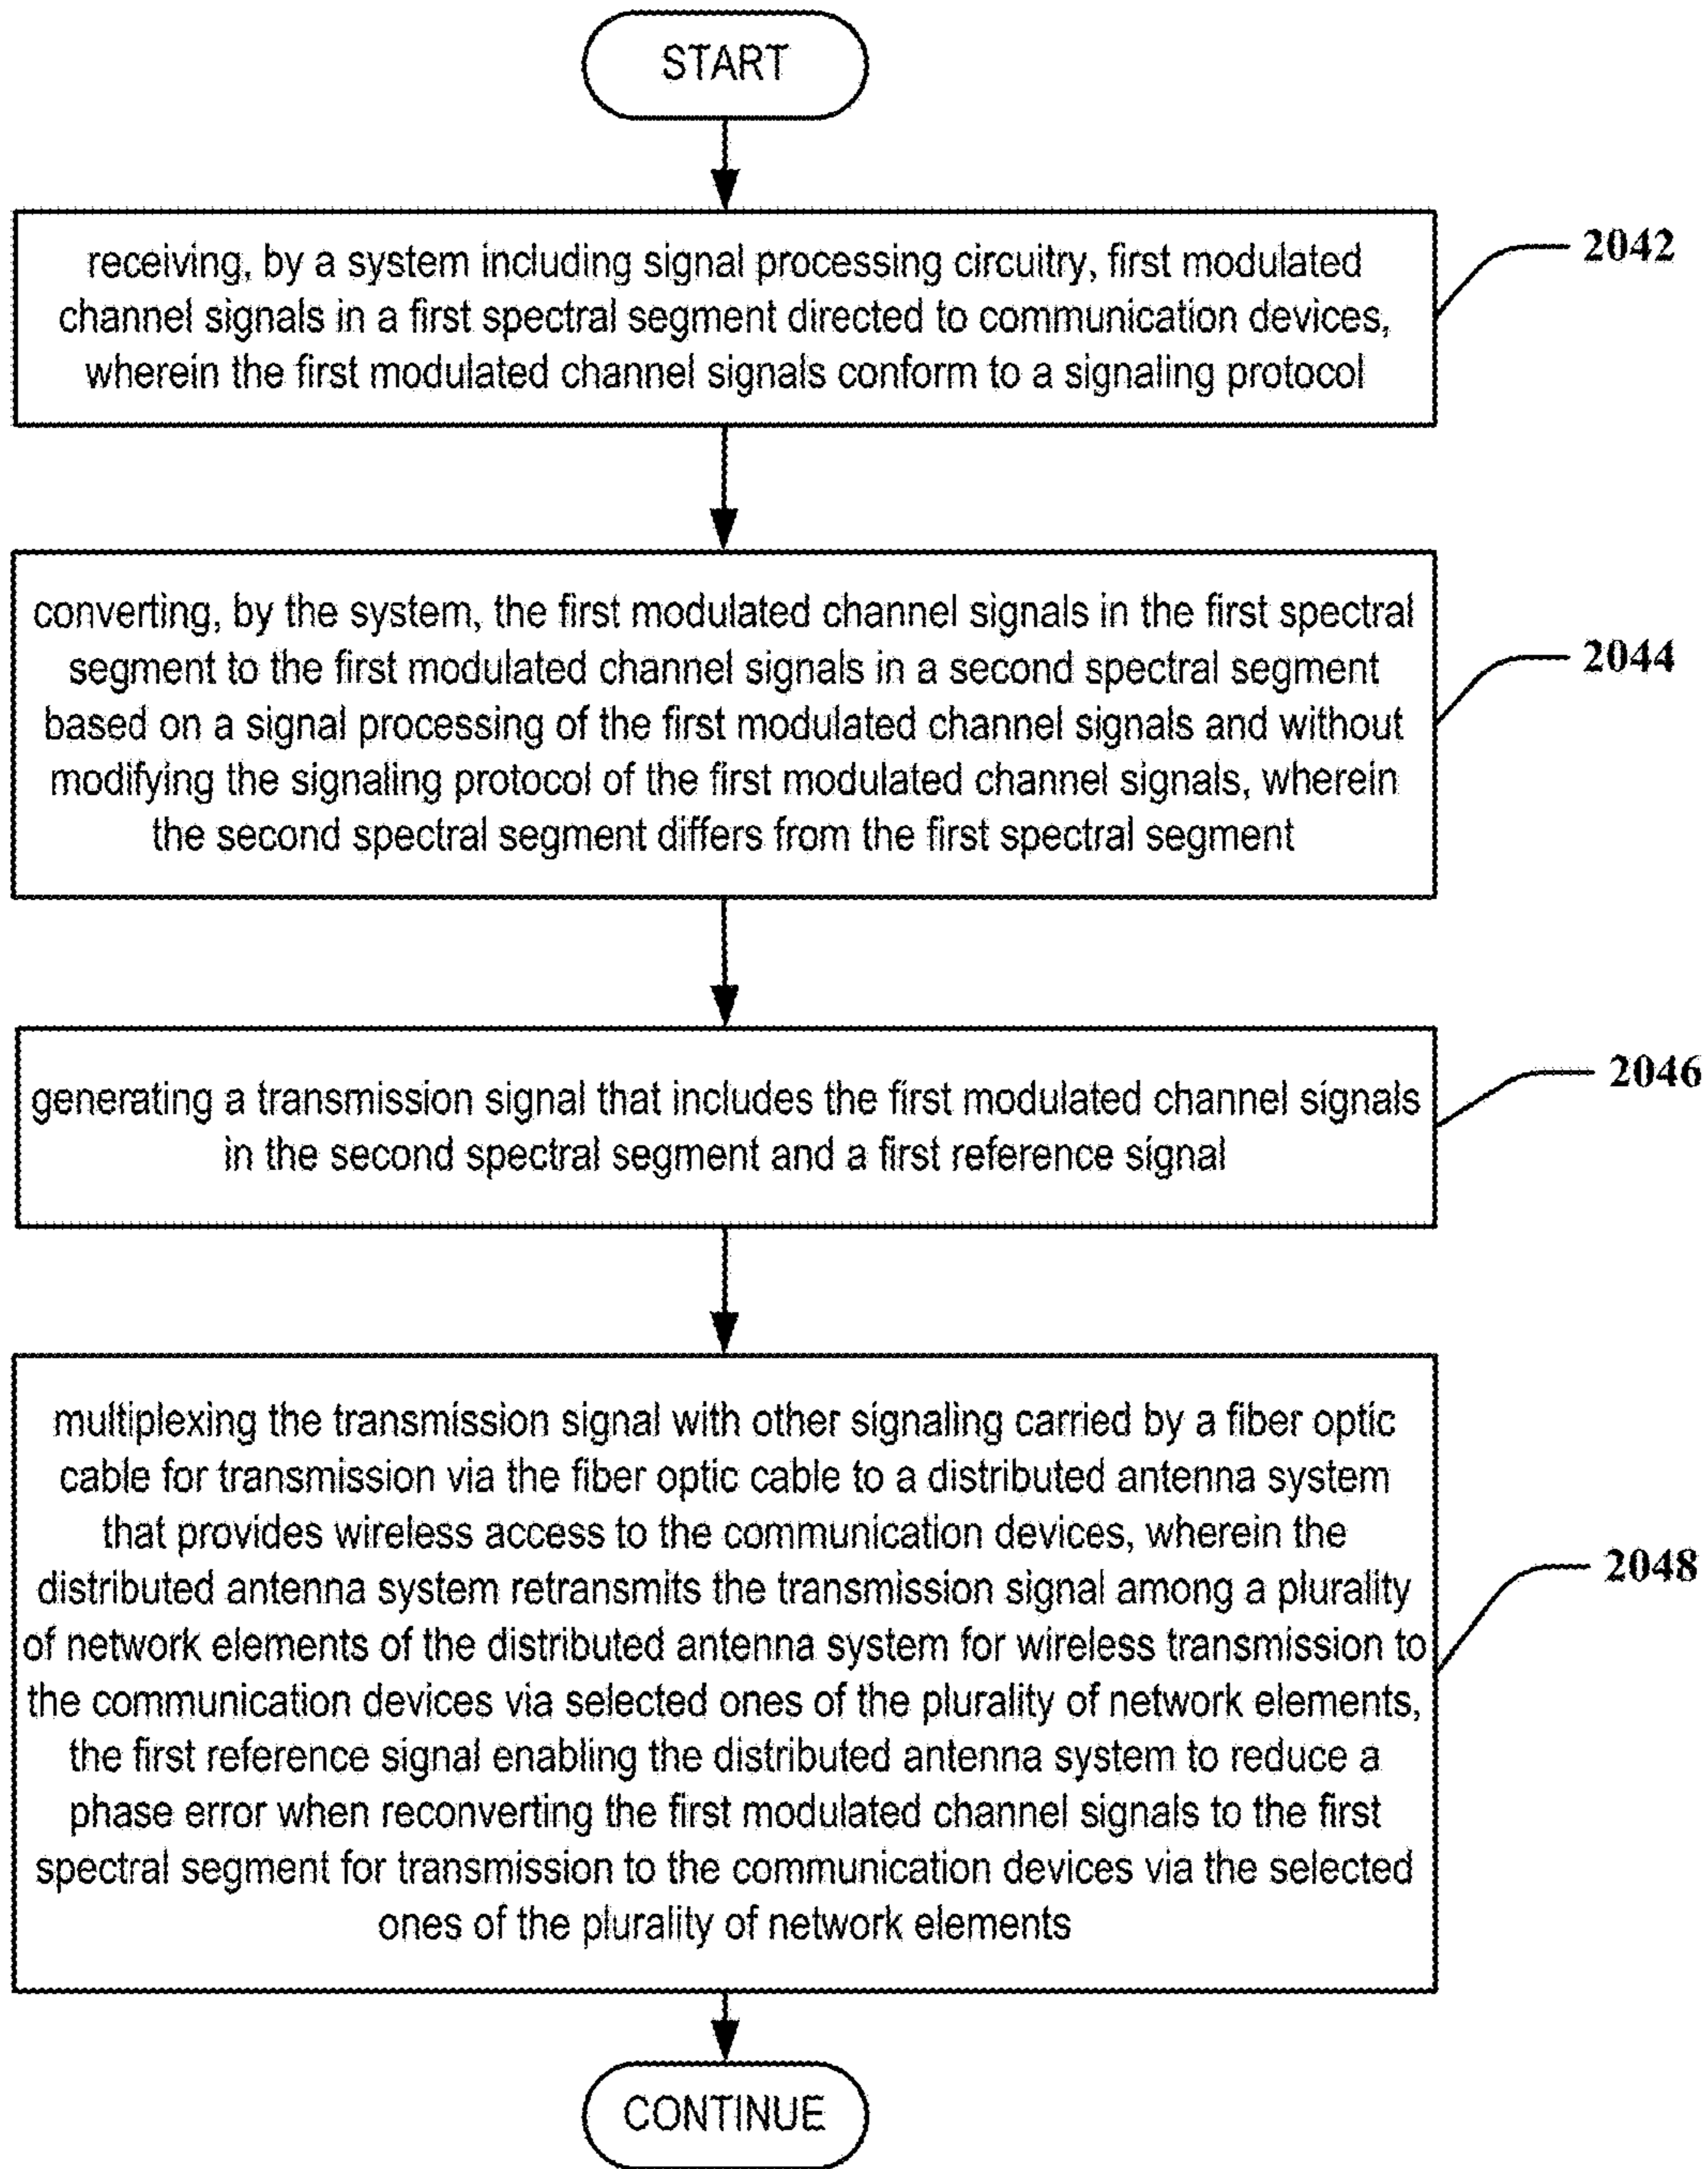 START
receiving, by a system including signal processing circuitry, first modulated
channel signals in a first spectral segment directed to communication devices,
wherein the first modulated channel signals conform to a signaling protocol
2042
converting, by the system, the first modulated channel signals in the first spectral
segment to the first modulated channel signals in a second spectral segment
based on a signal processing of the first modulated channel signals and without
modifying the signaling protocol of the first modulated channel signals, wherein
the second spectral segment differs from the first spectral segment
2044
generating a transmission signal that includes the first modulated channel signals
in the second spectral segment and a first reference signal
2046
multiplexing the transmission signal with other signaling carried by a fiber optic
cable for transmission via the fiber optic cable to a distributed antenna system
that provides wireless access to the communication devices, wherein the
distributed antenna system retransmits the transmission signal among a plurality
of network elements of the distributed antenna system for wireless transmission to
the communication devices via selected ones of the plurality of network elements,
the first reference signal enabling the distributed antenna system to reduce a
phase error when reconverting the first modulated channel signals to the first
spectral segment for transmission to the communication devices via the selected
ones of the plurality of network elements
2048
CONTINUE